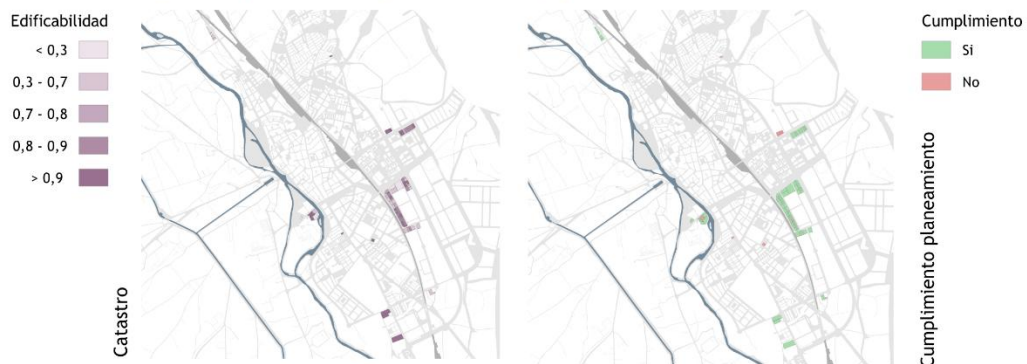 Edificabilidad
< 0,3
0,3 - 0,7
0,7 - 0,8
0,8 - 0,9
> 0,9
Catastro
Cumplimiento
Si
No
Cumplimiento planeamiento